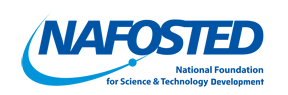 NAFOSTED
National Foundation
for Science & Technology Development